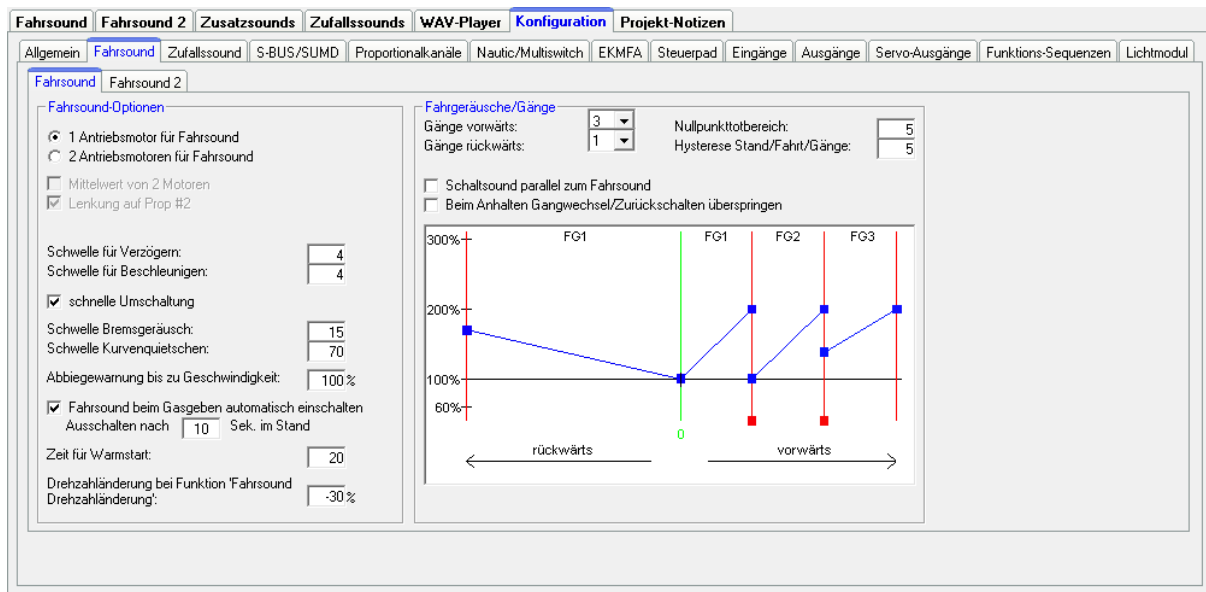 Fahrsound Fahrsound 2 Zusatzsounds Zufallssounds WAV-Player Konfiguration Projekt-Notizen
Allgemein Fahrsound Zufallssound S-BUS/SUMD Proportionalkanäle Nautic/Multiswitch EKMFA Steuerpad Eingänge Ausgänge Servo-Ausgänge Funktions-Sequenzen Lichtmodul
Fahrsound Fahrsound 2
Fahrsound-Optionen
1 Antriebsmotor für Fahrsound
2 Antriebsmotoren für Fahrsound
Mittelwert von 2 Motoren
Lenkung auf Prop #2
Schwelle für Verzögern: 4
Schwelle für Beschleunigen: 4
schnelle Umschaltung
Schwelle Bremsgeräusch: 15
Schwelle Kurvenquietschen: 70
Abbiegewarnung bis zu Geschwindigkeit: 100 %
Fahrsound beim Gasgeben automatisch einschalten
Ausschalten nach 10 Sek. im Stand
Zeit für Warmstart: 20
Drehzahländerung bei Funktion 'Fahrsound
Drehzahländerung': -30 %
Fahrgeräusche/Gänge
Gänge vorwärts: 3 Nullpunkttotbereich: 5
Gänge rückwärts: 1 Hysterese Stand/Fahrt/Gänge: 5
Schaltsound parallel zum Fahrsound
Beim Anhalten Gangwechsel/Zurückschalten überspringen
300% FG1 FG1 FG2 FG3
200%
100%
60%
0
rückwärts vorwärts